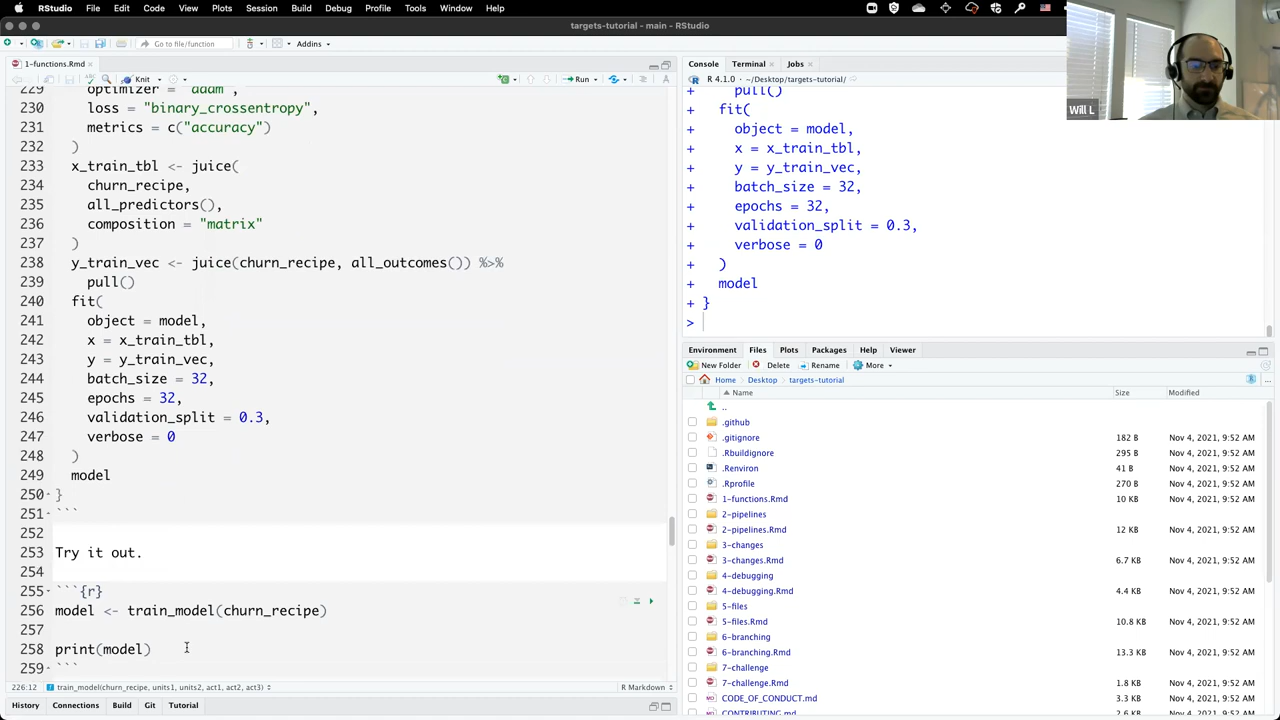 RStudio File Edit Code View Plots Session Build Debug Profile Tools Window Help
targets-tutorial - main - RStudio
Go to file/function Addins
1-functions.Rmd
Knit Run
229 optimizer = "adam",
230 loss = "binary_crossentropy",
231 metrics = c("accuracy")
232 )
233 x_train_tbl <- juice(
234 churn_recipe,
235 all_predictors(),
236 composition = "matrix"
237 )
238 y_train_vec <- juice(churn_recipe, all_outcomes()) %>%
239 pull()
240 fit(
241 object = model,
242 x = x_train_tbl,
243 y = y_train_vec,
244 batch_size = 32,
245 epochs = 32,
246 validation_split = 0.3,
247 verbose = 0
248 )
249 model
250 }
251 ```
252
253 Try it out.
254
255 ```{r}
256 model <- train_model(churn_recipe)
257
258 print(model)
259 ```
226:12 train_model(churn_recipe, units1, units2, act1, act2, act3) R Markdown
History Connections Build Git Tutorial
Console Terminal Jobs
R 4.1.0 · ~/Desktop/targets-tutorial/
+ pull()
+ fit(
+ object = model,
+ x = x_train_tbl,
+ y = y_train_vec,
+ batch_size = 32,
+ epochs = 32,
+ validation_split = 0.3,
+ verbose = 0
+ )
+ model
+ }
>
Environment Files Plots Packages Help Viewer
New Folder Delete Rename More
Home Desktop targets-tutorial
Name Size Modified
..
.github
.gitignore 182 B Nov 4, 2021, 9:52 AM
.Rbuildignore 295 B Nov 4, 2021, 9:52 AM
.Renviron 41 B Nov 4, 2021, 9:52 AM
.Rprofile 270 B Nov 4, 2021, 9:52 AM
1-functions.Rmd 10 KB Nov 4, 2021, 9:52 AM
2-pipelines
2-pipelines.Rmd 12 KB Nov 4, 2021, 9:52 AM
3-changes
3-changes.Rmd 6.7 KB Nov 4, 2021, 9:52 AM
4-debugging
4-debugging.Rmd 4.4 KB Nov 4, 2021, 9:52 AM
5-files
5-files.Rmd 10.8 KB Nov 4, 2021, 9:52 AM
6-branching
6-branching.Rmd 13.3 KB Nov 4, 2021, 9:52 AM
7-challenge
7-challenge.Rmd 1.8 KB Nov 4, 2021, 9:52 AM
CODE_OF_CONDUCT.md 3.3 KB Nov 4, 2021, 9:52 AM
CONTRIBUTING.md 2.6 KB Nov 4, 2021, 9:52 AM
Will L